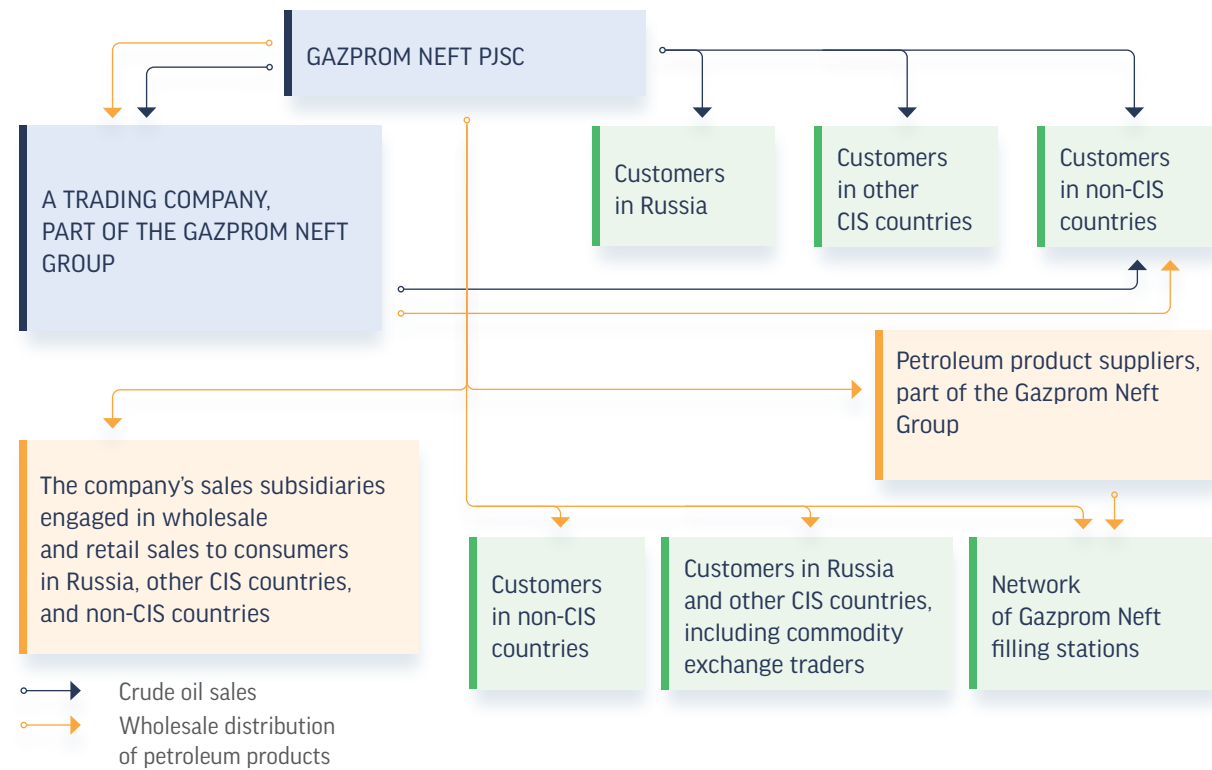 GAZPROM NEFT PJSC
A TRADING COMPANY,
PART OF THE GAZPROM NEFT
GROUP
Customers
in Russia
Customers
in other
CIS countries
Customers
in non-CIS
countries
Petroleum product suppliers,
part of the Gazprom Neft
Group
The company’s sales subsidiaries
engaged in wholesale
and retail sales to consumers
in Russia, other CIS countries,
and non-CIS countries
Customers
in non-CIS
countries
Customers in Russia
and other CIS countries,
including commodity
exchange traders
Network
of Gazprom Neft
filling stations
Crude oil sales
Wholesale distribution
of petroleum products